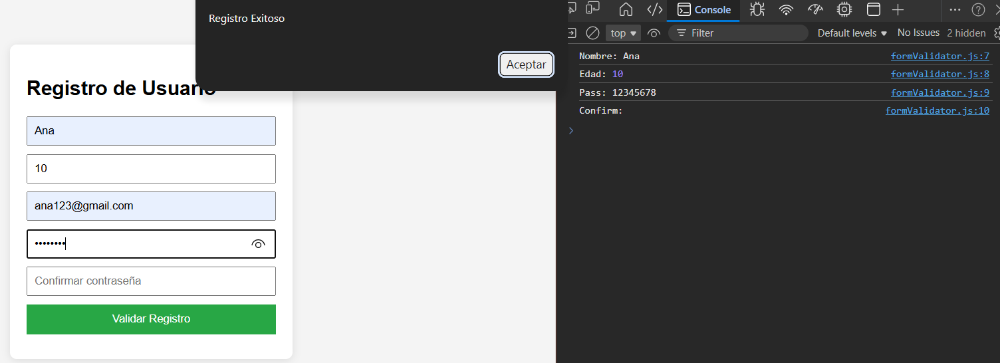 Registro Exitoso
Aceptar
Registro de Usuario
Ana
10
ana123@gmail.com
••••••••
Confirmar contraseña
Validar Registro
Console
top
Filter
Default levels
No Issues
2 hidden
Nombre: Ana formValidator.js:7
Edad: 10 formValidator.js:8
Pass: 12345678 formValidator.js:9
Confirm: formValidator.js:10